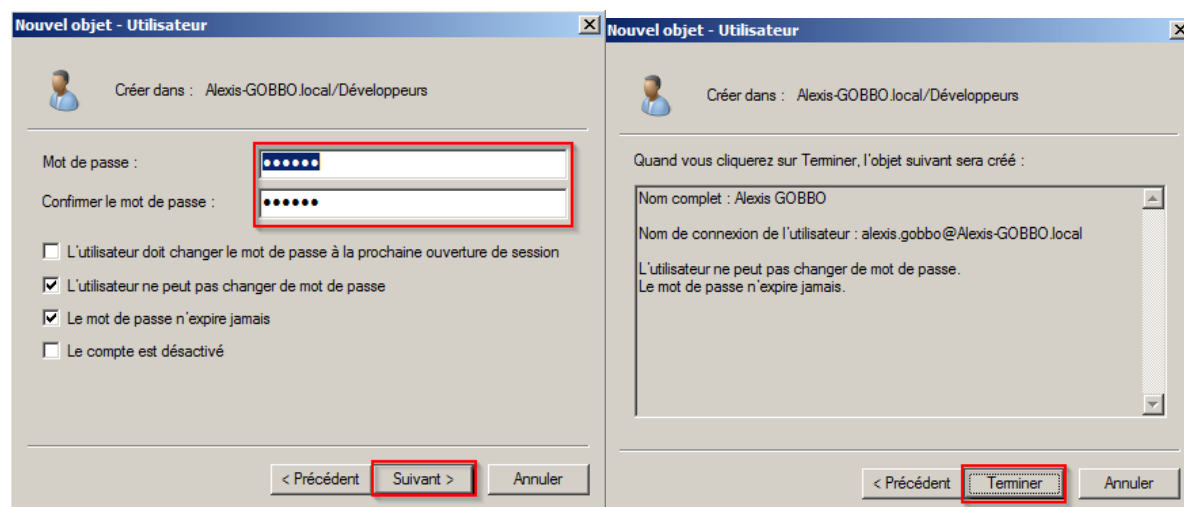 Nouvel objet - Utilisateur
Créer dans : Alexis-GOBBO.local/Développeurs
Mot de passe :
Confirmer le mot de passe :
L'utilisateur doit changer le mot de passe à la prochaine ouverture de session
L'utilisateur ne peut pas changer de mot de passe
Le mot de passe n'expire jamais
Le compte est désactivé
< Précédent Suivant > Annuler
Nouvel objet - Utilisateur
Créer dans : Alexis-GOBBO.local/Développeurs
Quand vous cliquerez sur Terminer, l'objet suivant sera créé :
Nom complet : Alexis GOBBO
Nom de connexion de l'utilisateur : alexis.gobbo@Alexis-GOBBO.local
L'utilisateur ne peut pas changer de mot de passe.
Le mot de passe n'expire jamais.
< Précédent Terminer Annuler